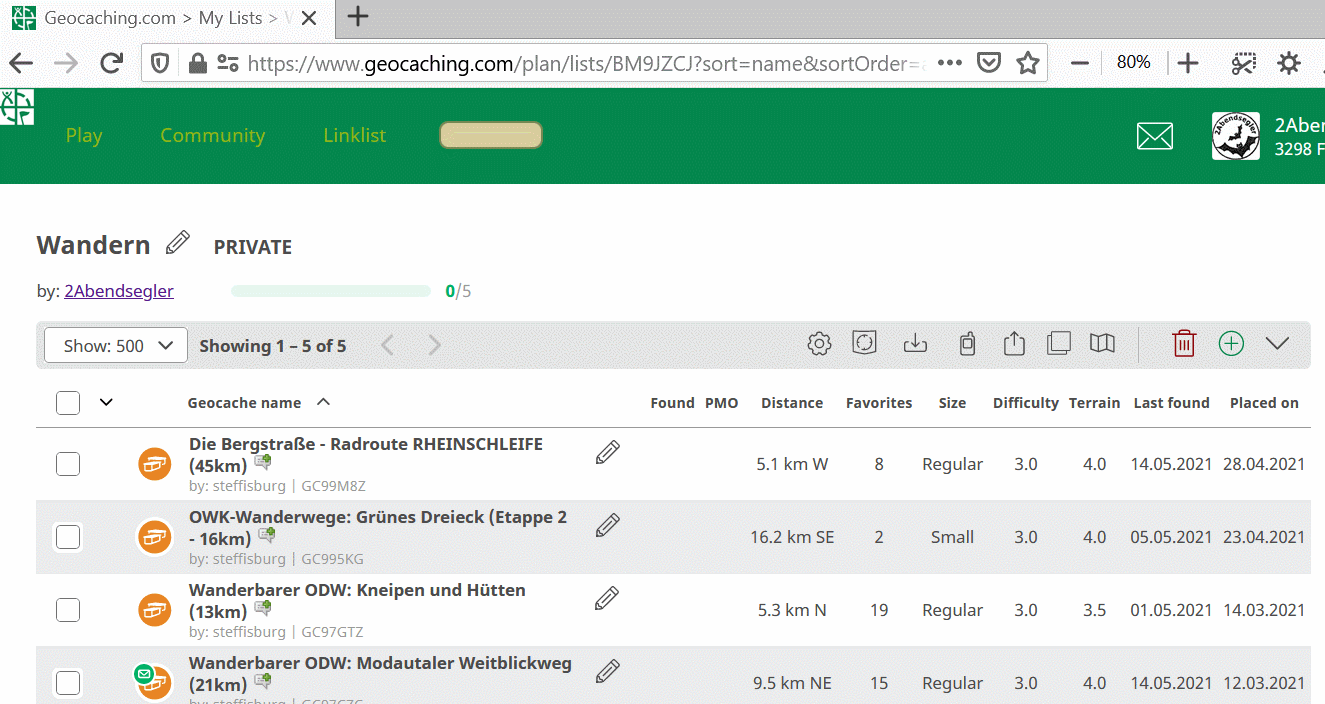 Geocaching.com > My Lists > W
https://www.geocaching.com/plan/lists/BM9JZCJ?sort=name&sortOrder=
80%
Play Community Linklist
2Aben
3298 F
Wandern PRIVATE
by: 2Abendsegler 0/5
Show: 500 Showing 1 – 5 of 5
Geocache name Found PMO Distance Favorites Size Difficulty Terrain Last found Placed on
Die Bergstraße - Radroute RHEINSCHLEIFE
(45km)
by: steffisburg | GC99M8Z
5.1 km W 8 Regular 3.0 4.0 14.05.2021 28.04.2021
OWK-Wanderwege: Grünes Dreieck (Etappe 2
- 16km)
by: steffisburg | GC995KG
16.2 km SE 2 Small 3.0 4.0 05.05.2021 23.04.2021
Wanderbarer ODW: Kneipen und Hütten
(13km)
by: steffisburg | GC97GTZ
5.3 km N 19 Regular 3.0 3.5 01.05.2021 14.03.2021
Wanderbarer ODW: Modautaler Weitblickweg
(21km)
by: steffisburg | GC97GZG
9.5 km NE 15 Regular 3.0 4.0 14.05.2021 12.03.2021